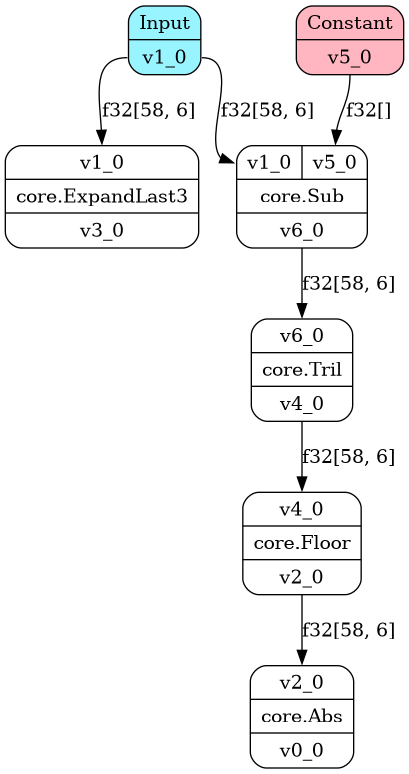 Input
v1_0
Constant
v5_0
f32[58, 6]
f32[58, 6]
f32[]
v1_0
core.ExpandLast3
v3_0
v1_0 v5_0
core.Sub
v6_0
f32[58, 6]
v6_0
core.Tril
v4_0
f32[58, 6]
v4_0
core.Floor
v2_0
f32[58, 6]
v2_0
core.Abs
v0_0